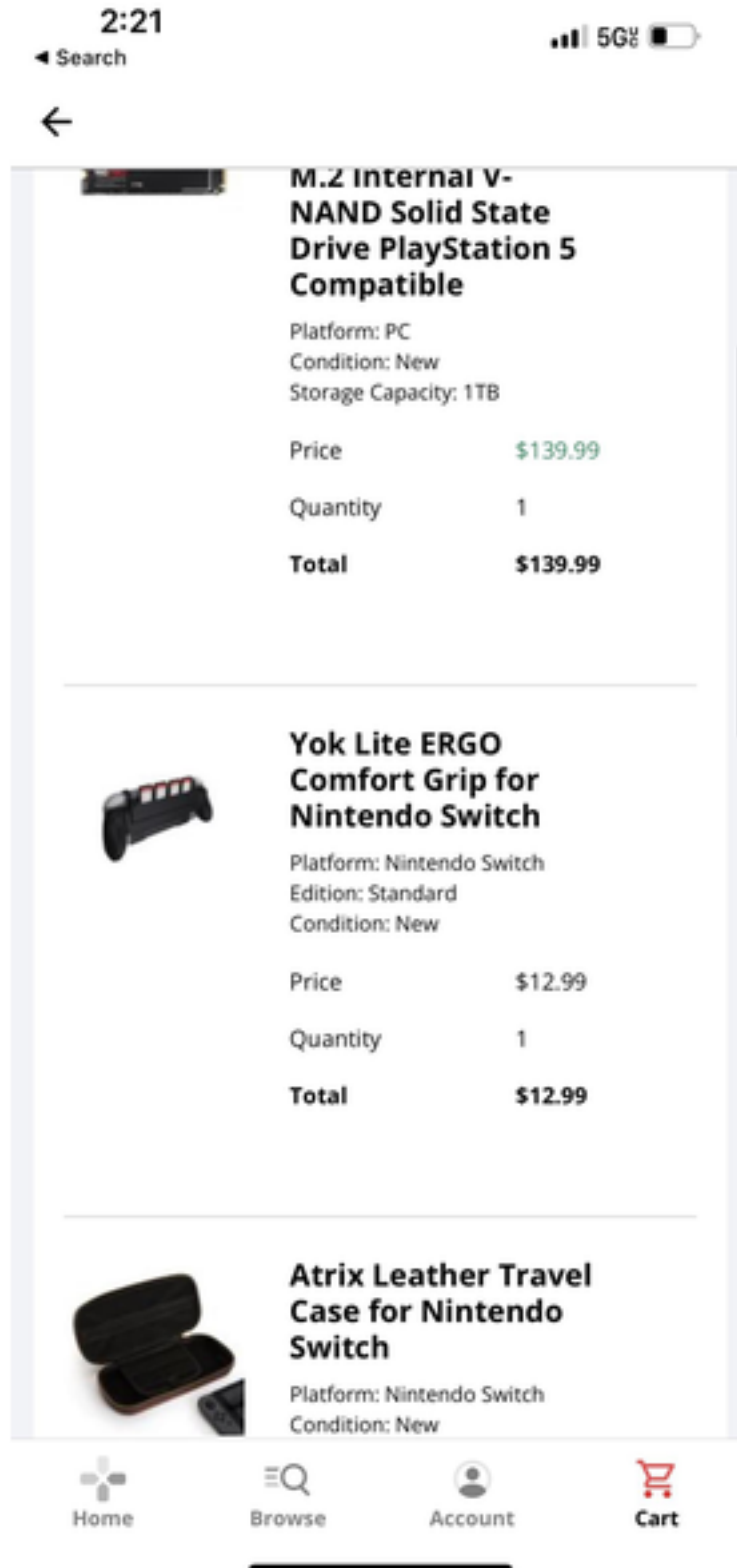 2:21
5G
◀ Search
M.2 Internal V-
NAND Solid State
Drive PlayStation 5
Compatible
Platform: PC
Condition: New
Storage Capacity: 1TB
Price $139.99
Quantity 1
Total $139.99
Yok Lite ERGO
Comfort Grip for
Nintendo Switch
Platform: Nintendo Switch
Edition: Standard
Condition: New
Price $12.99
Quantity 1
Total $12.99
Atrix Leather Travel
Case for Nintendo
Switch
Platform: Nintendo Switch
Condition: New
Home Browse Account Cart